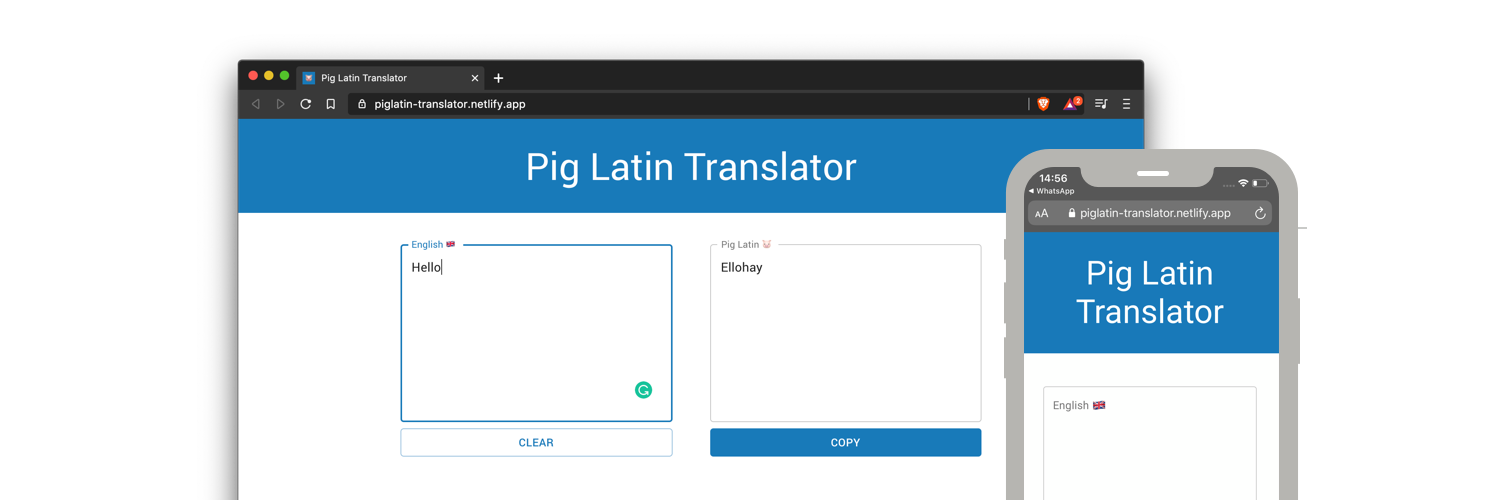 Pig Latin Translator
piglatin-translator.netlify.app
2
Pig Latin Translator
English 🇬🇧
Hello
CLEAR
Pig Latin 🐷
Ellohay
COPY
14:56
◀ WhatsApp
AA piglatin-translator.netlify.app
Pig Latin
Translator
English 🇬🇧